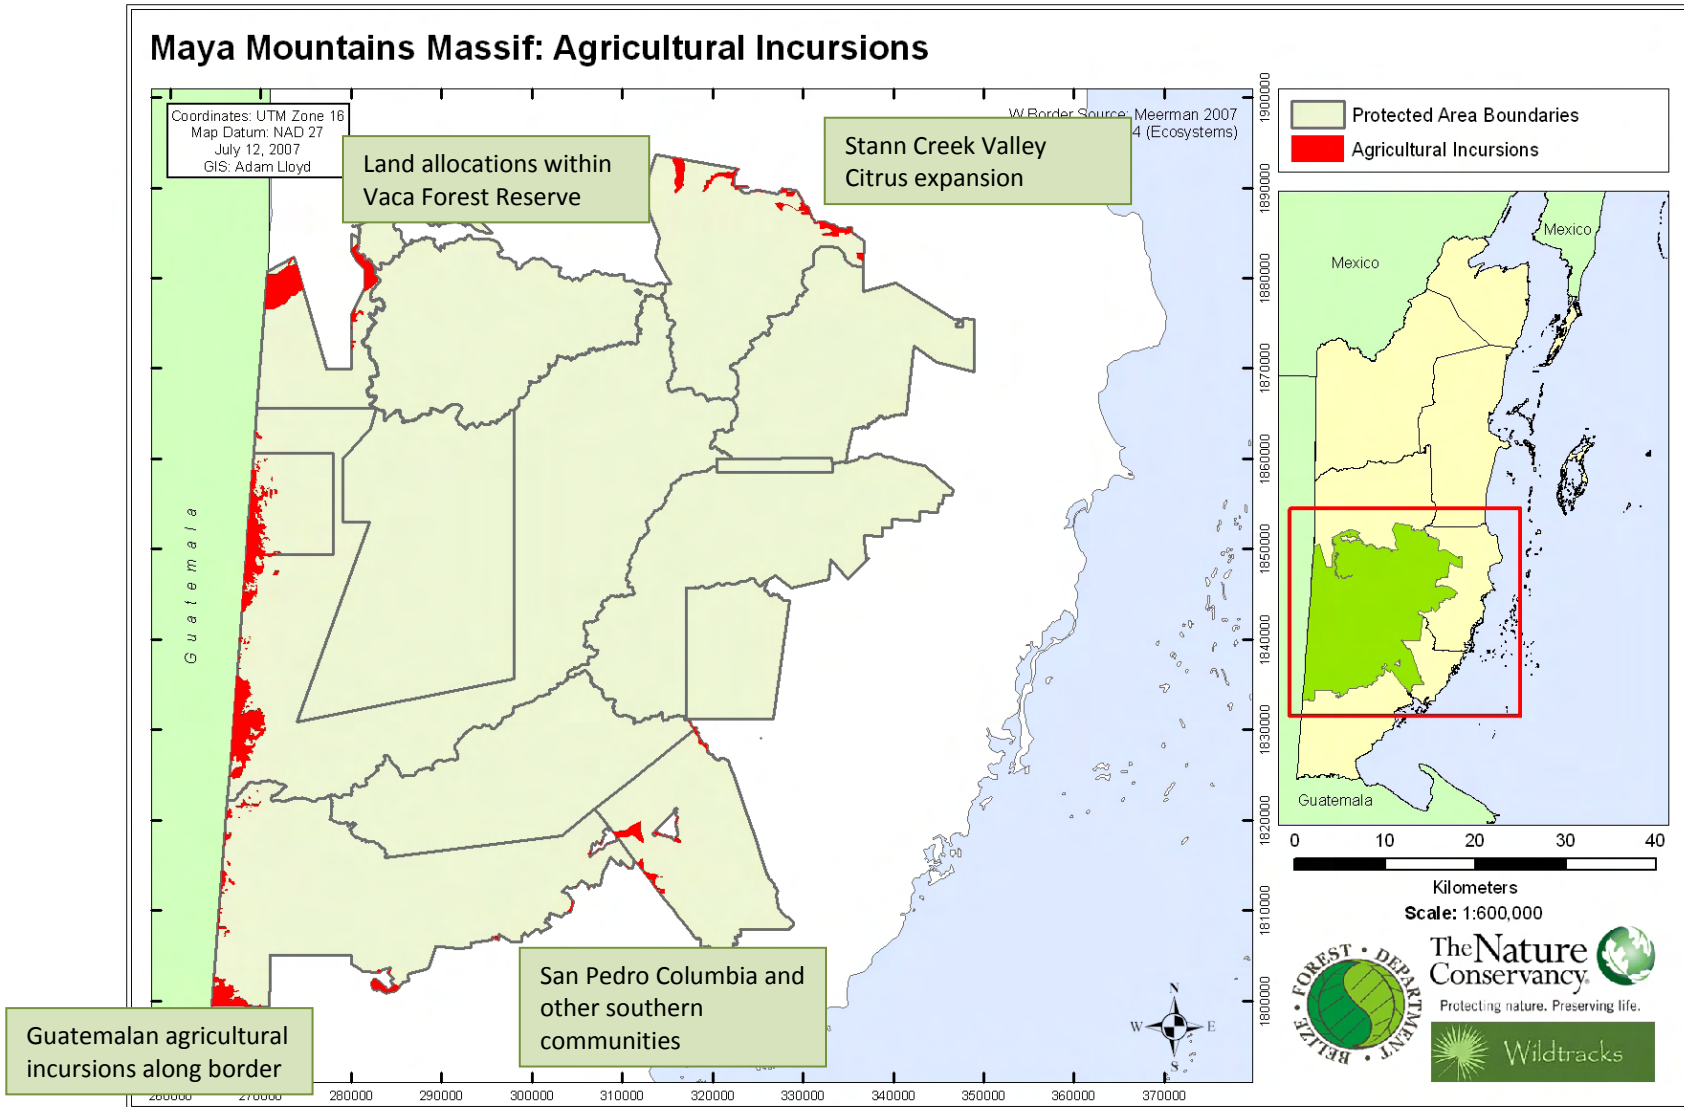 Maya Mountains Massif: Agricultural Incursions
Coordinates: UTM Zone 16
Map Datum: NAD 27
July 12, 2007
GIS: Adam Lloyd
W Border Source: Meerman 2007
4 (Ecosystems)
Land allocations within
Vaca Forest Reserve
Stann Creek Valley
Citrus expansion
Guatemala
San Pedro Columbia and
other southern
communities
Guatemalan agricultural
incursions along border
N
W E
S
1900000
1890000
1880000
1870000
1860000
1850000
1840000
1830000
1820000
1810000
1800000
260000 270000 280000 290000 300000 310000 320000 330000 340000 350000 360000 370000
Protected Area Boundaries
Agricultural Incursions
Mexico
Mexico
Guatemala
0 10 20 30 40
Kilometers
Scale: 1:600,000
FOREST • DEPARTMENT • BELIZE •
The Nature
Conservancy
Protecting nature. Preserving life.
Wildtracks